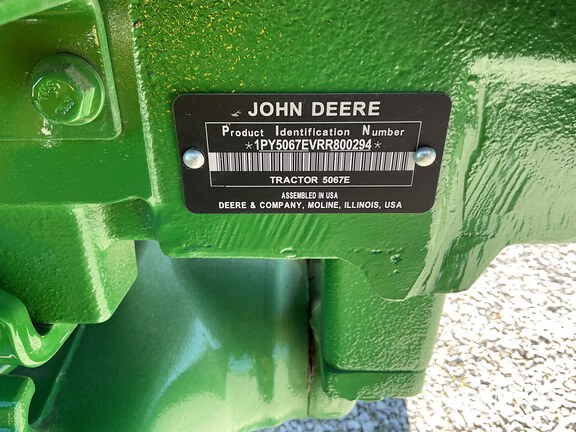 JOHN DEERE
Product Identification Number
*1PY5067EVRR800294*
TRACTOR 5067E
ASSEMBLED IN USA
DEERE & COMPANY, MOLINE, ILLINOIS, USA